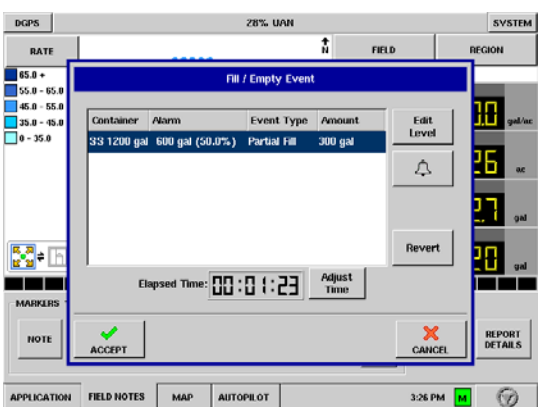 DGPS
28% UAN
SYSTEM
RATE
N
FIELD
REGION
65.0 +
55.0 - 65.0
45.0 - 55.0
35.0 - 45.0
0 - 35.0
Fill / Empty Event
Container Alarm Event Type Amount
33 1200 gal 600 gal (50.0%) Partial Fill 300 gal
Edit Level
Revert
Elapsed Time: 00:01:23
Adjust Time
ACCEPT
CANCEL
gal/ac
ac
gal
gal
MARKERS
NOTE
REPORT DETAILS
APPLICATION
FIELD NOTES
MAP
AUTOPILOT
3:26 PM
M